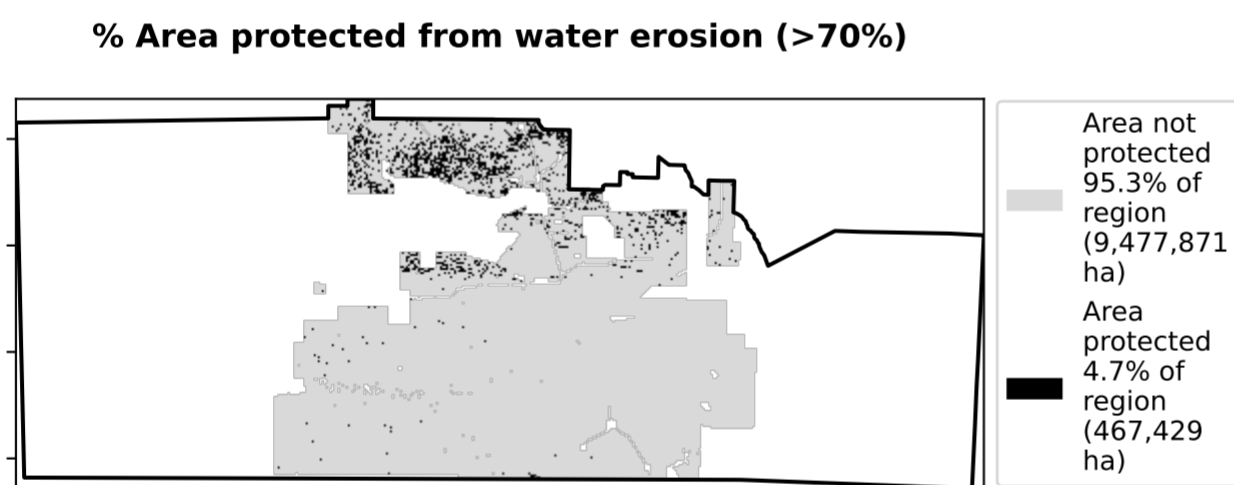 % Area protected from water erosion (>70%)
Area not
protected
95.3% of
region
(9,477,871
ha)
Area
protected
4.7% of
region
(467,429
ha)